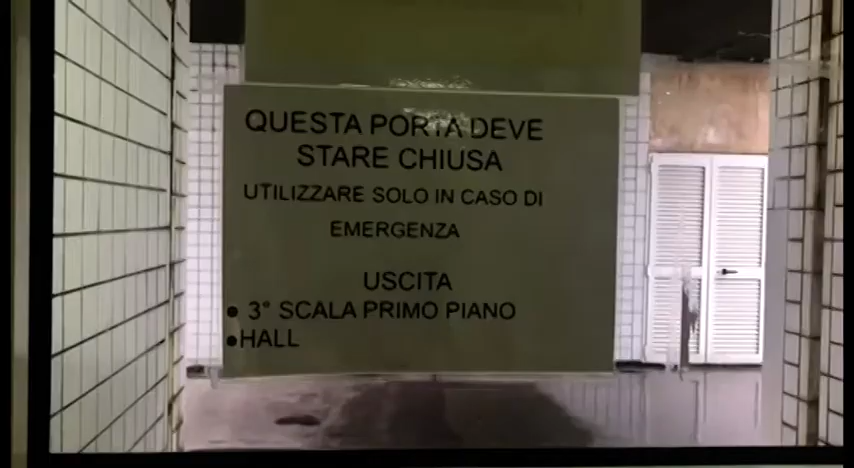 QUESTA PORTA DEVE
STARE CHIUSA
UTILIZZARE SOLO IN CASO DI
EMERGENZA
USCITA
• 3° SCALA PRIMO PIANO
• HALL